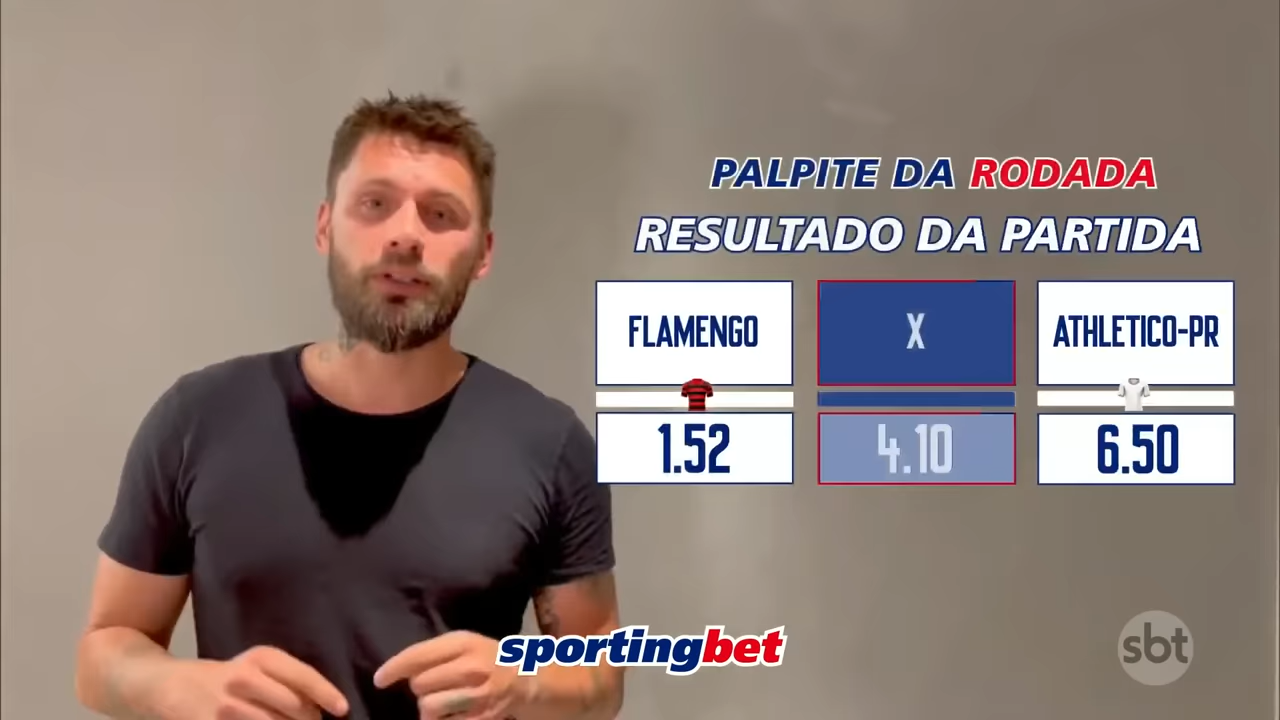 PALPITE DA RODADA
RESULTADO DA PARTIDA
FLAMENGO X ATHLETICO-PR
1.52 4.10 6.50
sportingbet
sbt